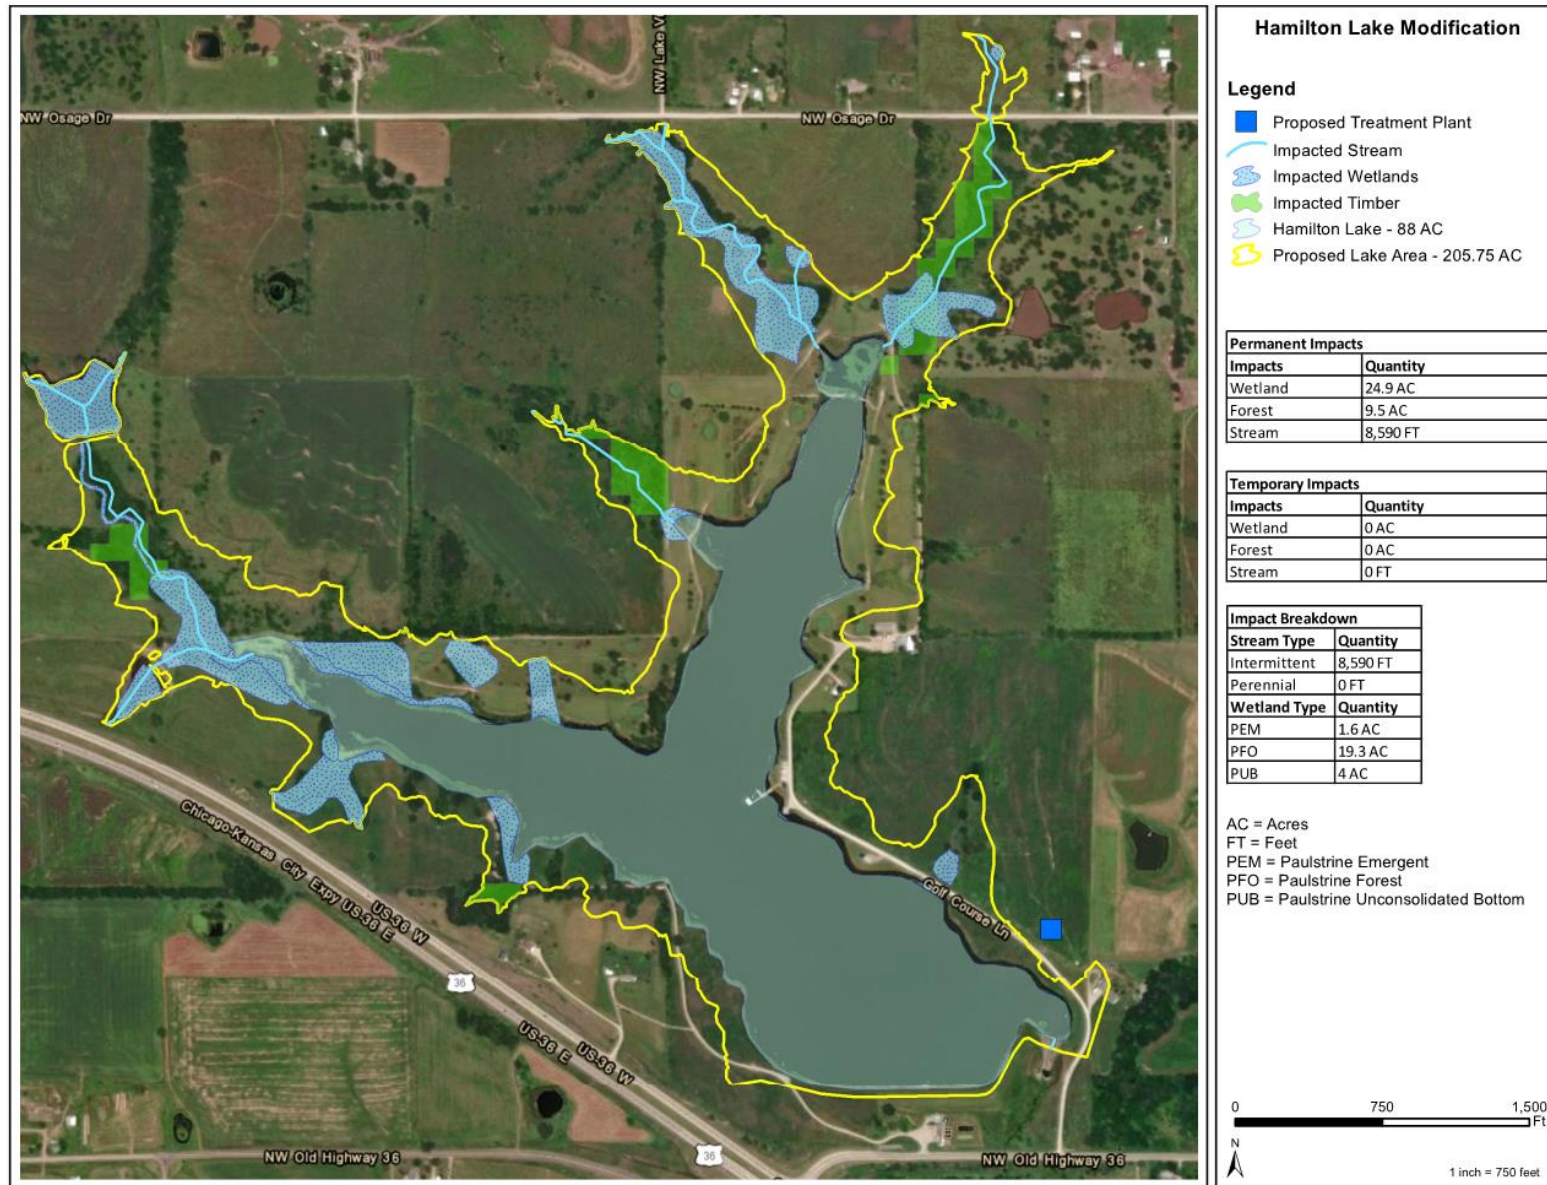 Hamilton Lake Modification
Legend
Proposed Treatment Plant
Impacted Stream
Impacted Wetlands
Impacted Timber
Hamilton Lake - 88 AC
Proposed Lake Area - 205.75 AC
Permanent Impacts
Impacts Quantity
Wetland 24.9 AC
Forest 9.5 AC
Stream 8,590 FT
Temporary Impacts
Impacts Quantity
Wetland 0 AC
Forest 0 AC
Stream 0 FT
Impact Breakdown
Stream Type Quantity
Intermittent 8,590 FT
Perennial 0 FT
Wetland Type Quantity
PEM 1.6 AC
PFO 19.3 AC
PUB 4 AC
AC = Acres
FT = Feet
PEM = Paulstrine Emergent
PFO = Paulstrine Forest
PUB = Paulstrine Unconsolidated Bottom
0 750 1,500
Ft
N
1 inch = 750 feet
NW Lake V
NW Osage Dr
NW Osage Dr
Chicago-Kansas City Expy US-36 E
US-36 W
36
US-36 E
US-36 W
Golf Course Ln
36
NW Old Highway 36
NW Old Highway 36